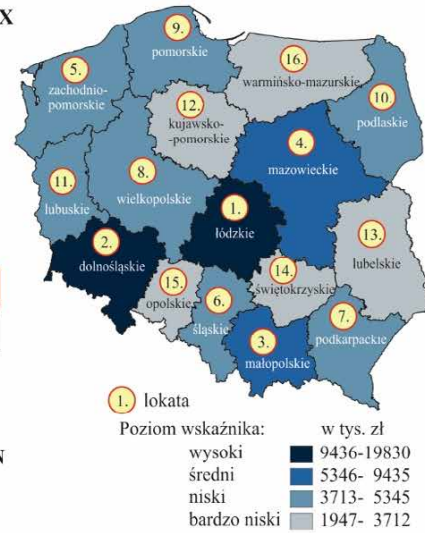 X
9.
pomorskie
5.
zachodnio-
pomorskie
16.
warmińsko-mazurskie
12.
kujawsko-
-pomorskie
10.
podlaskie
4.
mazowieckie
11.
lubuskie
8.
wielkopolskie
1.
łódzkie
2.
dolnośląskie
13.
lubelskie
15.
opolskie
14.
świętokrzyskie
6.
śląskie
3.
małopolskie
7.
podkarpackie
1. lokata
Poziom wskaźnika: w tys. zł
wysoki 9436-19830
średni 5346- 9435
niski 3713- 5345
bardzo niski 1947- 3712